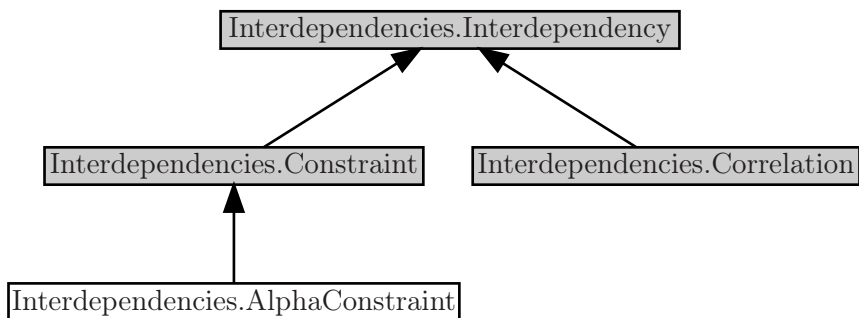 Interdependencies.Interdependency
Interdependencies.Constraint
Interdependencies.Correlation
Interdependencies.AlphaConstraint